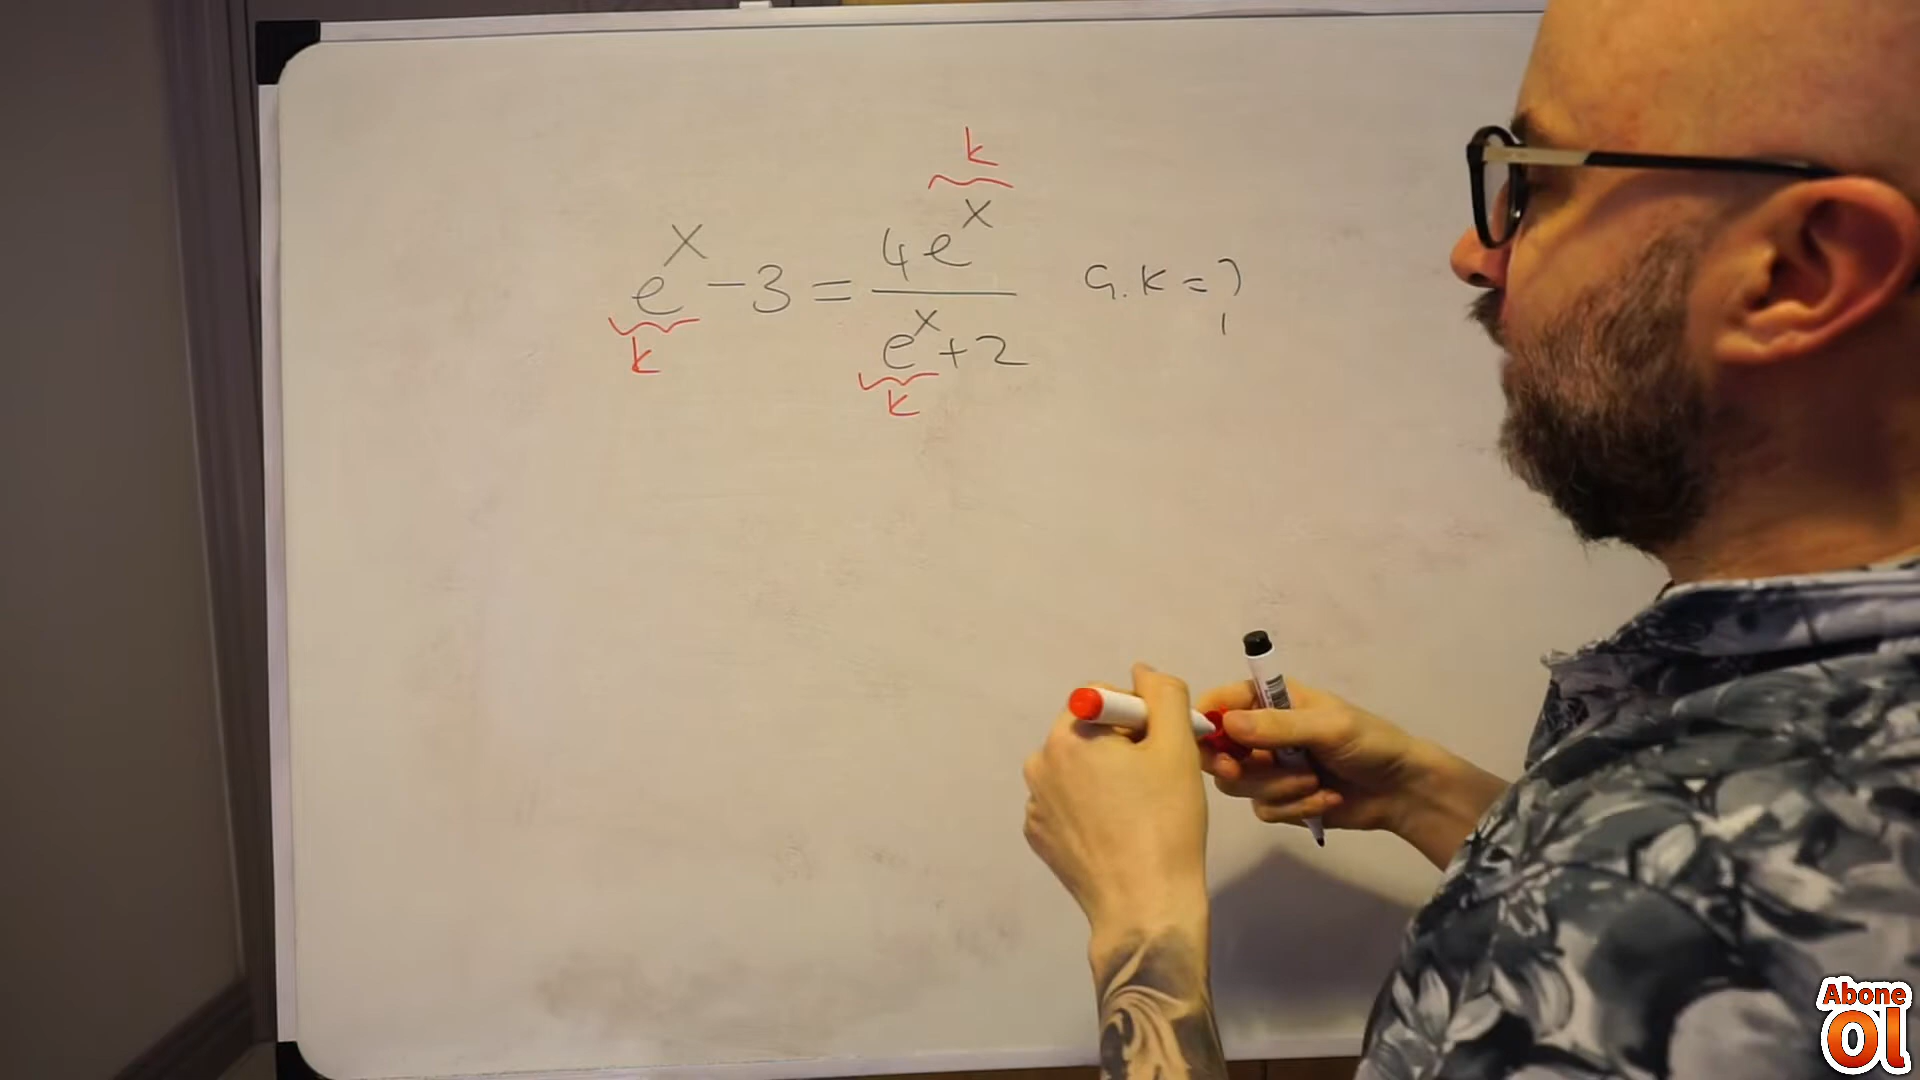 k
e^x - 3 = 4e^x / e^x + 2 Ç.K = ?
k k
Abone
Ol